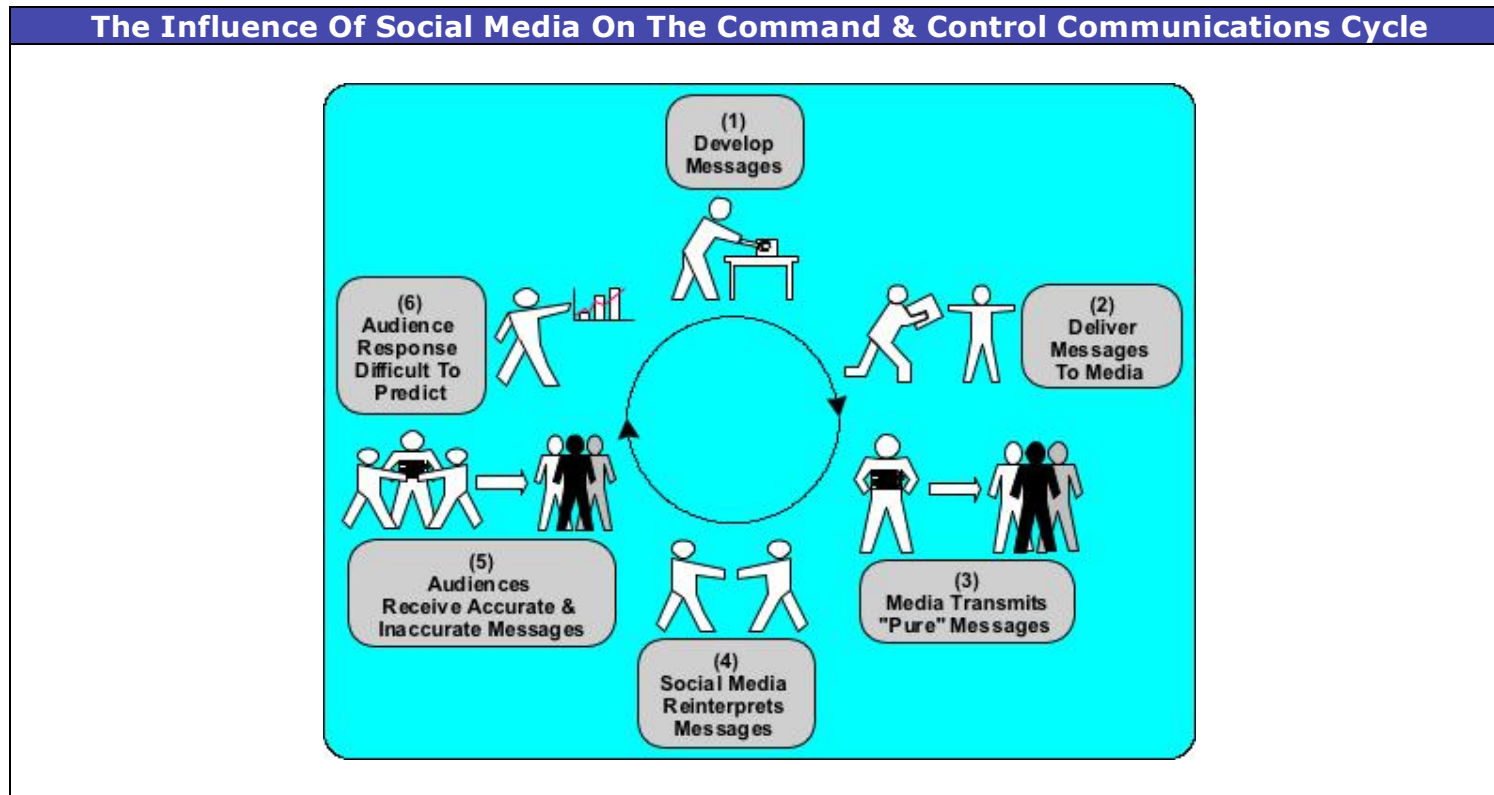 The Influence Of Social Media On The Command & Control Communications Cycle
(1)
Develop
Messages
(2)
Deliver
Messages
To Media
(3)
Media Transmits
"Pure" Messages
(4)
Social Media
Reinterprets
Messages
(5)
Audiences
Receive Accurate &
Inaccurate Messages
(6)
Audience
Response
Difficult To
Predict